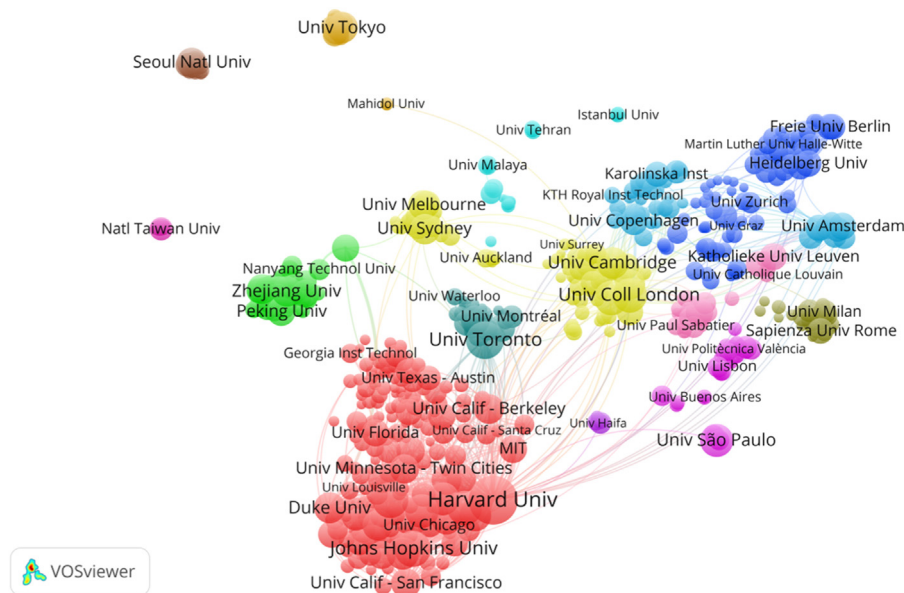 Univ Tokyo
Seoul Natl Univ
Mahidol Univ
Istanbul Univ
Univ Tehran
Freie Univ Berlin
Martin Luther Univ Halle-Witte
Heidelberg Univ
Univ Malaya
Karolinska Inst
KTH Royal Inst Technol
Univ Zurich
Univ Melbourne
Univ Copenhagen
Univ Graz
Univ Amsterdam
Natl Taiwan Univ
Univ Sydney
Univ Surrey
Univ Auckland
Univ Cambridge
Katholieke Univ Leuven
Univ Catholique Louvain
Nanyang Technol Univ
Zhejiang Univ
Peking Univ
Univ Waterloo
Univ Coll London
Univ Montréal
Univ Milan
Univ Paul Sabatier
Sapienza Univ Rome
Univ Toronto
Georgia Inst Technol
Univ Politècnica València
Univ Lisbon
Univ Texas - Austin
Univ Buenos Aires
Univ Calif - Berkeley
Univ Haifa
Univ Florida
Univ Calif - Santa Cruz
MIT
Univ São Paulo
Univ Minnesota - Twin Cities
Univ Louisville
Harvard Univ
Duke Univ
Univ Chicago
Johns Hopkins Univ
Univ Calif - San Francisco
VOSviewer